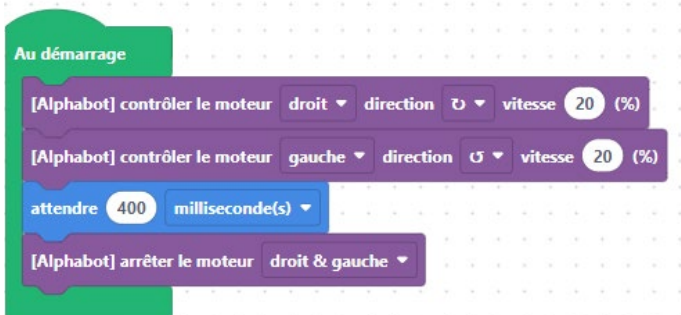 Au démarrage
[Alphabot] contrôler le moteur droit direction ↻ vitesse 20 (%)
[Alphabot] contrôler le moteur gauche direction ↺ vitesse 20 (%)
attendre 400 milliseconde(s)
[Alphabot] arrêter le moteur droit & gauche